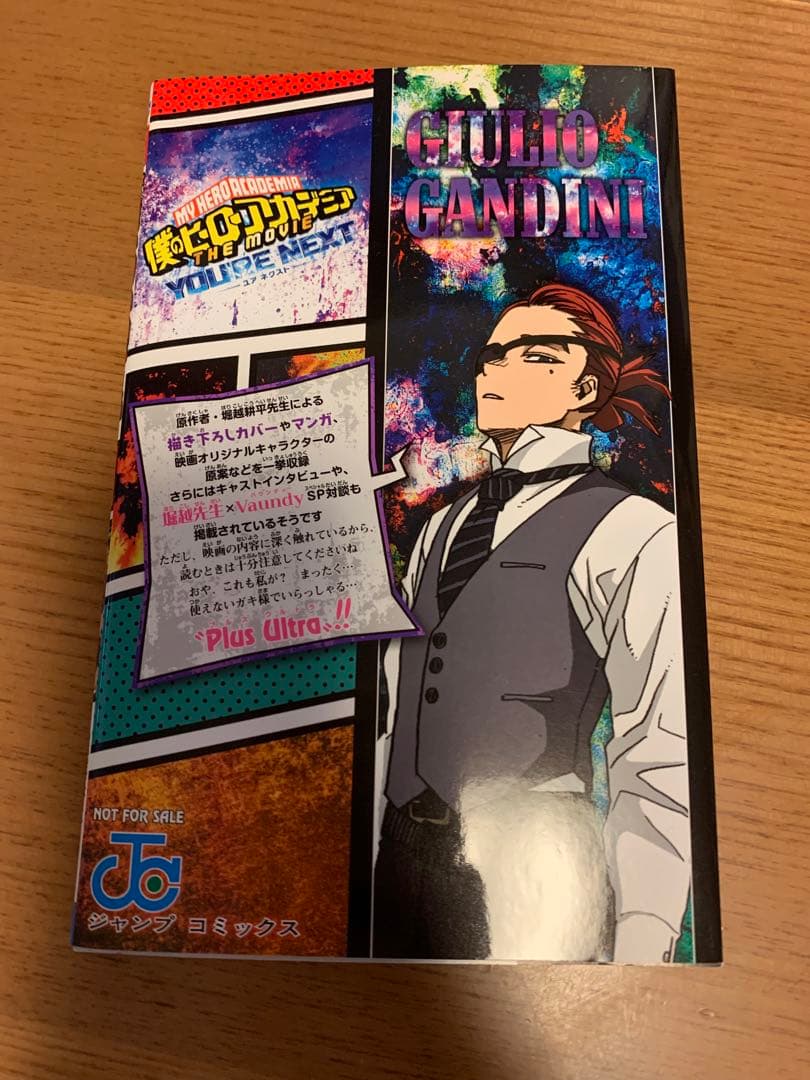 GIULIO
GANDINI
MY HERO ACADEMIA
僕のヒーローアカデミア
THE MOVIE
YOU'RE NEXT
ユア ネクスト
原作者・堀越耕平先生による
描き下ろしカバーやマンガ、
映画オリジナルキャラクターの
原案などを一挙収録
さらにはキャストインタビューや、
堀越先生×Vaundy SP対談も
掲載されているそうです
ただし、映画の内容に深く触れているから、
読むときは十分注意してくださいね
おや、これも私が? まったく…
使えないガキ様でいらっしゃる…
"Plus Ultra"!!
NOT FOR SALE
JC
ジャンプ コミックス